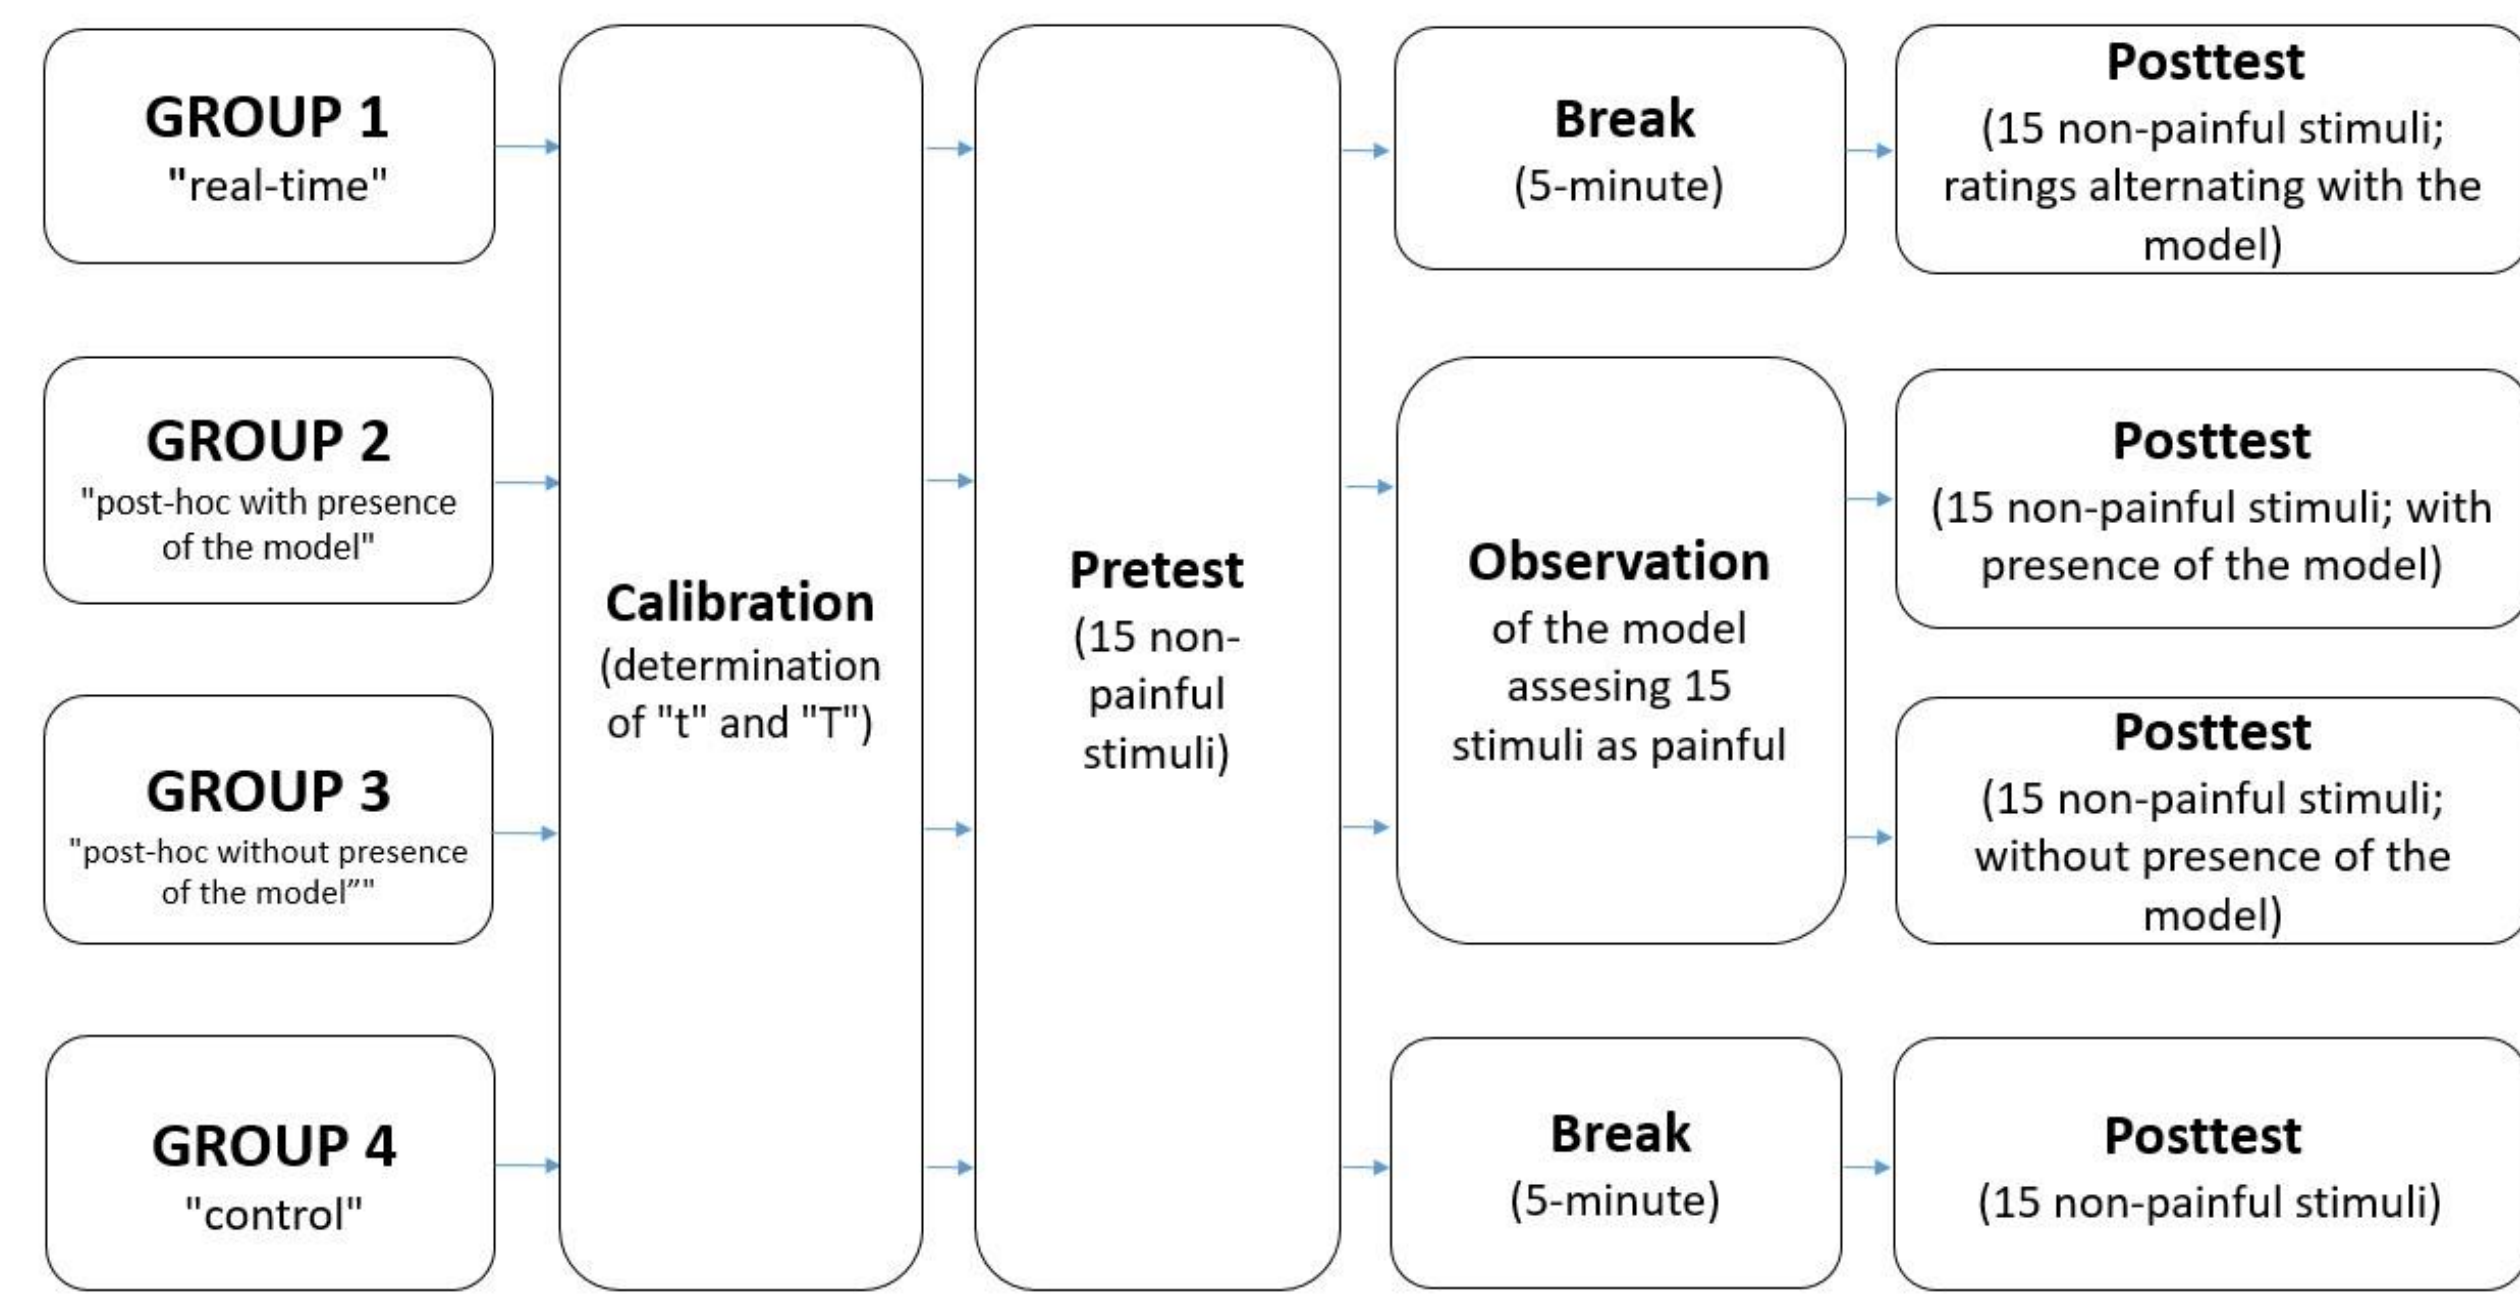 GROUP 1
"real-time"
GROUP 2
"post-hoc with presence
of the model"
GROUP 3
"post-hoc without presence
of the model”"
GROUP 4
"control"
Calibration
(determination
of "t" and "T")
Pretest
(15 non-
painful
stimuli)
Break
(5-minute)
Observation
of the model
assesing 15
stimuli as painful
Break
(5-minute)
Posttest
(15 non-painful stimuli;
ratings alternating with the
model)
Posttest
(15 non-painful stimuli; with
presence of the model)
Posttest
(15 non-painful stimuli;
without presence of the
model)
Posttest
(15 non-painful stimuli)